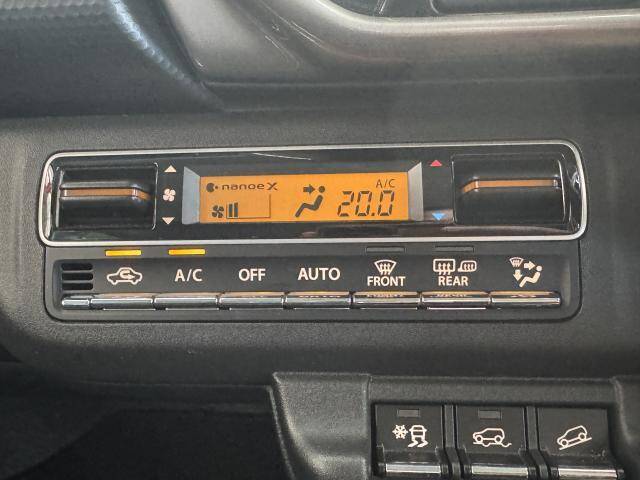 nanoe X
A/C
20.0
A/C
OFF
AUTO
FRONT
REAR